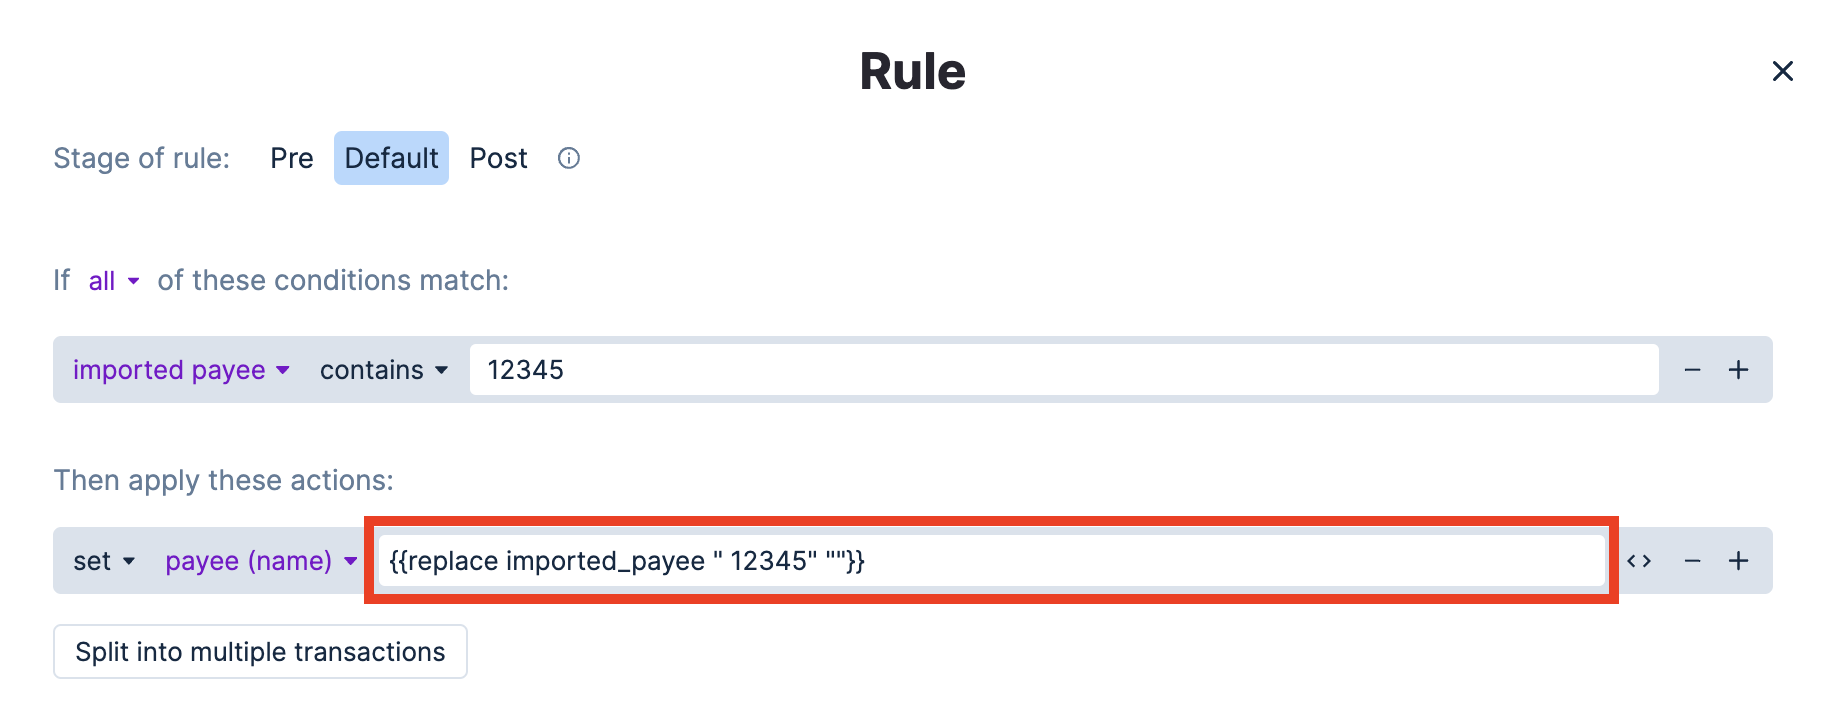 Rule
Stage of rule: Pre Default Post
If all of these conditions match:
imported payee contains 12345
Then apply these actions:
set payee (name) {{replace imported_payee " 12345" ""}}
Split into multiple transactions